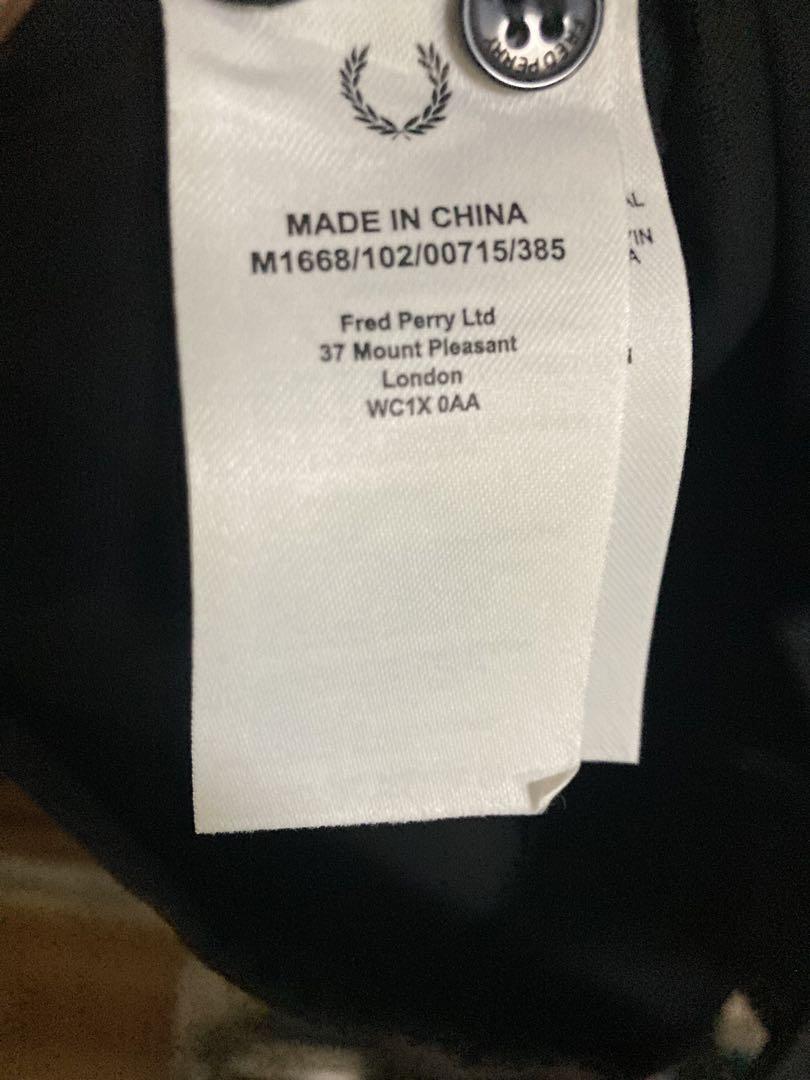 FRED PERRY
MADE IN CHINA
M1668/102/00715/385
Fred Perry Ltd
37 Mount Pleasant
London
WC1X 0AA